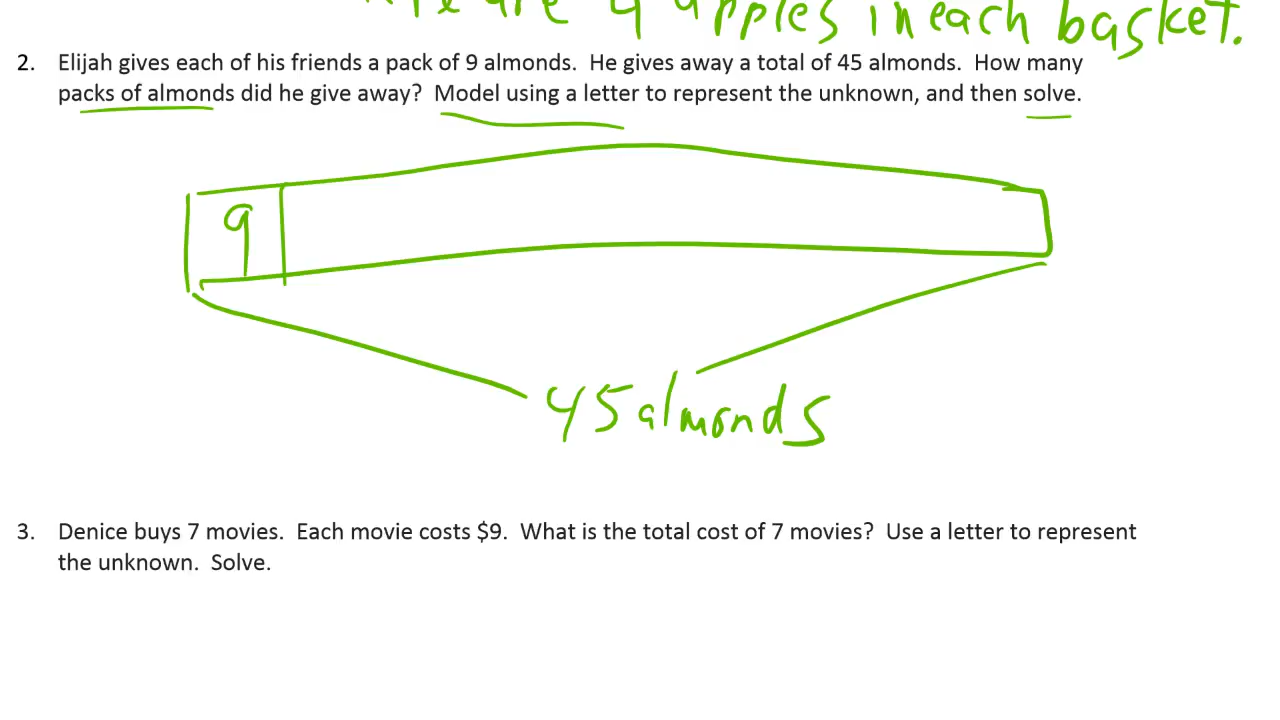 are 4 apples in each basket.
2. Elijah gives each of his friends a pack of 9 almonds. He gives away a total of 45 almonds. How many
packs of almonds did he give away? Model using a letter to represent the unknown, and then solve.
9
45 almonds
3. Denice buys 7 movies. Each movie costs $9. What is the total cost of 7 movies? Use a letter to represent
the unknown. Solve.